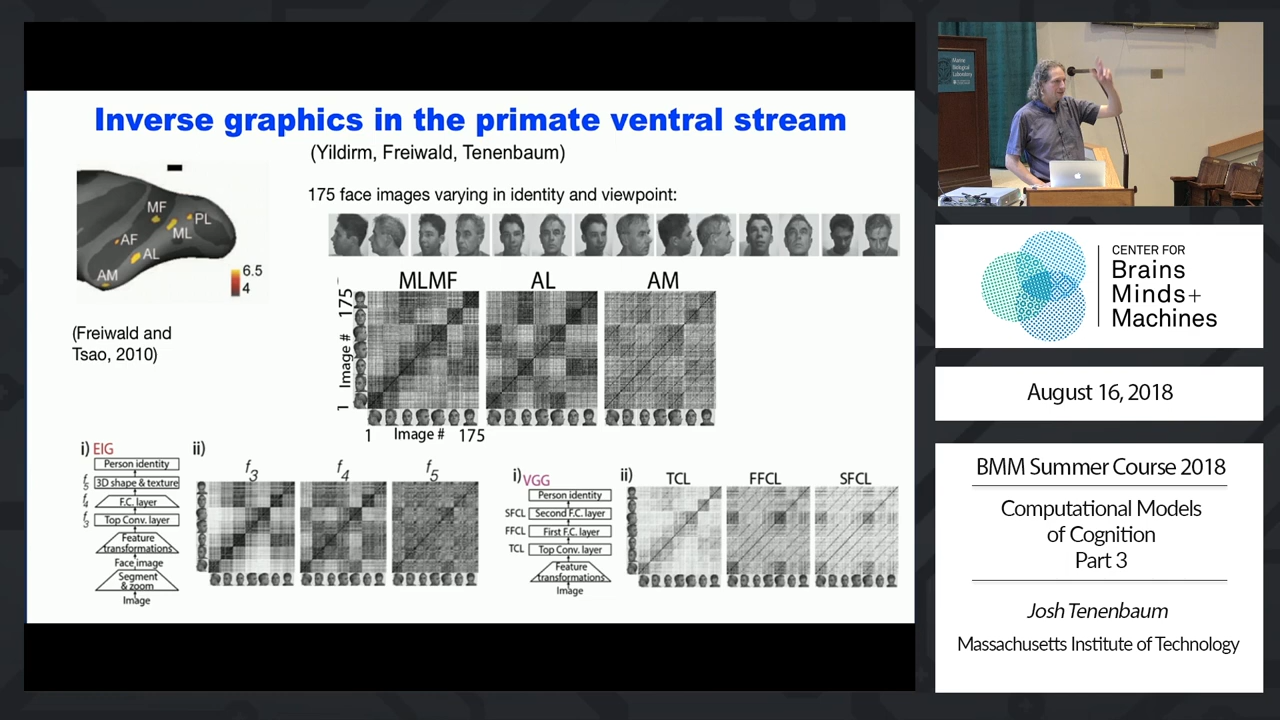 Inverse graphics in the primate ventral stream
(Yildirm, Freiwald, Tenenbaum)
175 face images varying in identity and viewpoint:
MF
PL
ML
AF
AL
AM
6.5
4
(Freiwald and
Tsao, 2010)
MLMF
AL
AM
175
Image #
1
1
Image #
175
i) EIG
Person identity
f5
3D shape & texture
f4
F.C. layer
f3
Top Conv. layer
Feature
transformations
Face image
Segment
& zoom
Image
ii)
f3
f4
f5
i) VGG
Person identity
SFCL
Second F.C. layer
FFCL
First F.C. layer
TCL
Top Conv. layer
Feature
transformations
Image
ii)
TCL
FFCL
SFCL
Marine
Biological
Laboratory
CENTER FOR
Brains
Minds+
Machines
August 16, 2018
BMM Summer Course 2018
Computational Models
of Cognition
Part 3
Josh Tenenbaum
Massachusetts Institute of Technology